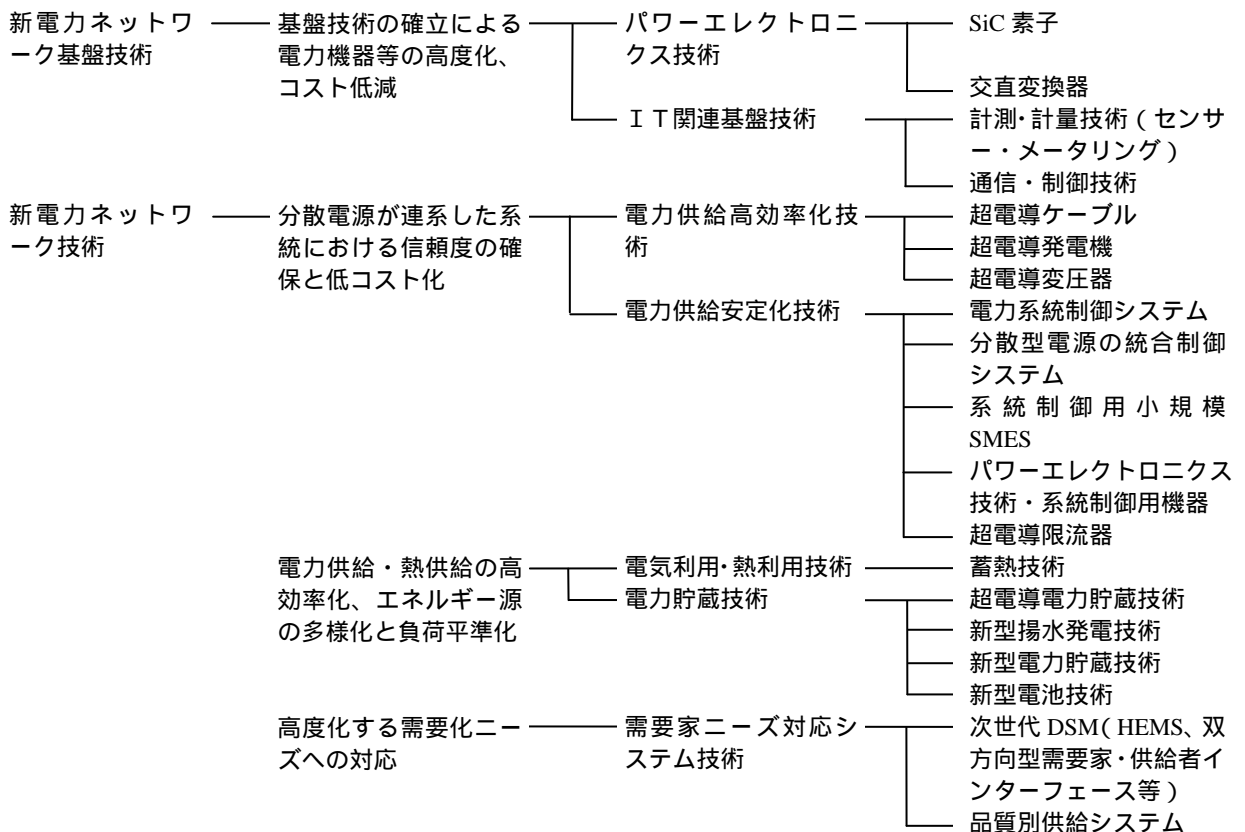 新電力ネットワ
ーク基盤技術
基盤技術の確立による
電力機器等の高度化、
コスト低減
パワーエレクトロニ
クス技術
SiC 素子
交直変換器
ＩＴ関連基盤技術
計測・計量技術（センサ
ー・メータリング）
通信・制御技術
新電力ネットワ
ーク技術
分散電源が連系した系
統における信頼度の確
保と低コスト化
電力供給高効率化技
術
超電導ケーブル
超電導発電機
超電導変圧器
電力供給安定化技術
電力系統制御システム
分散型電源の統合制御
システム
系統制御用小規模
SMES
パワーエレクトロニクス
技術・系統制御用機器
超電導限流器
電力供給・熱供給の高
効率化、エネルギー源
の多様化と負荷平準化
電気利用・熱利用技術
蓄熱技術
電力貯蔵技術
超電導電力貯蔵技術
新型揚水発電技術
新型電力貯蔵技術
新型電池技術
高度化する需要化ニー
ズへの対応
需要家ニーズ対応シ
ステム技術
次世代 DSM（HEMS、双
方向型需要家・供給者イ
ンターフェース等）
品質別供給システム